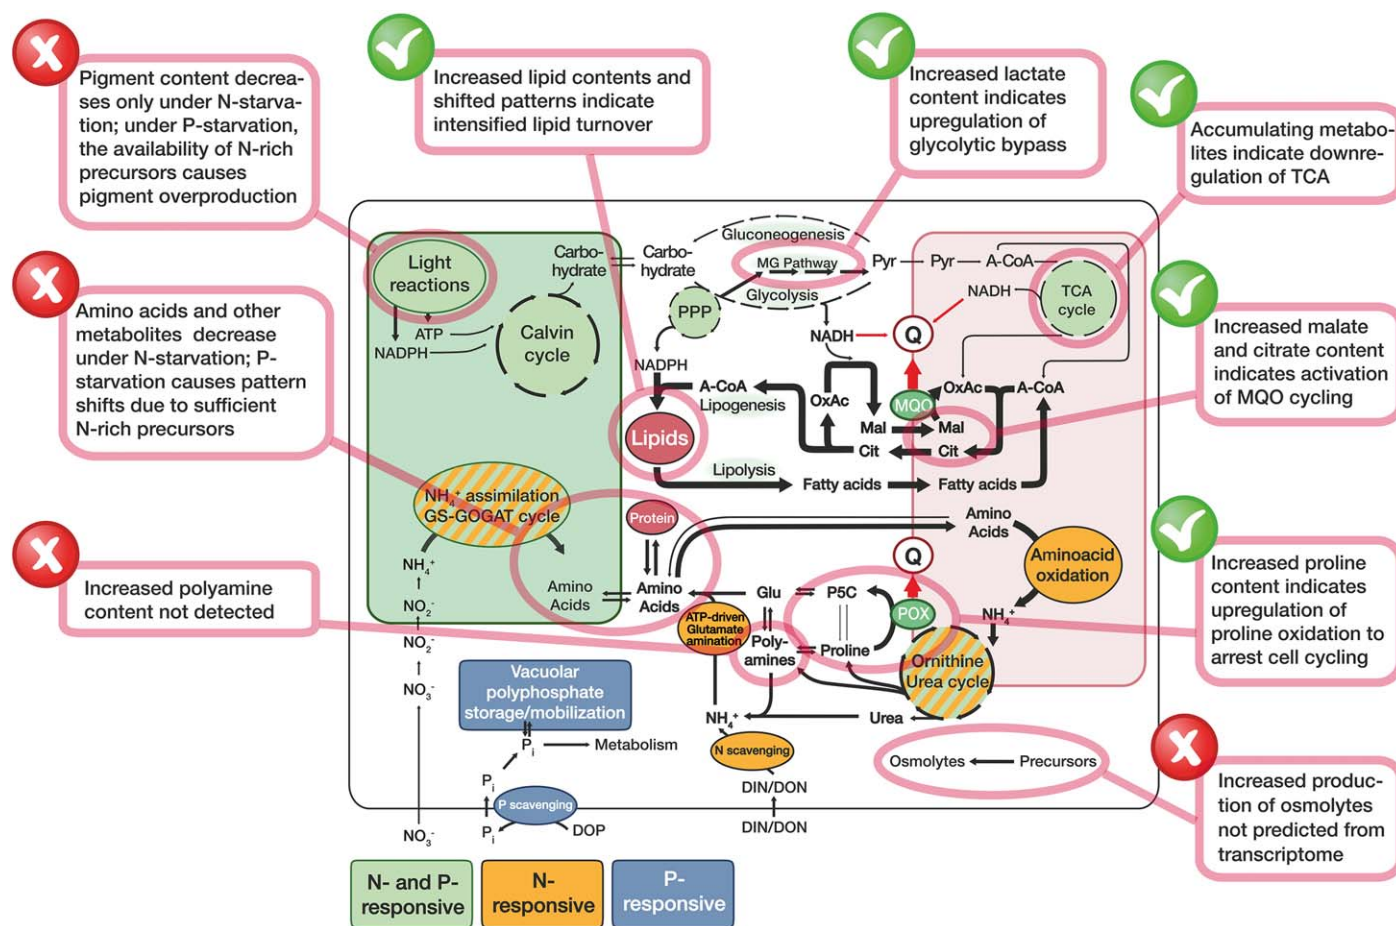 Pigment content decrea-
ses only under N-starva-
tion; under P-starvation,
the availability of N-rich
precursors causes
pigment overproduction
Increased lipid contents and
shifted patterns indicate
intensified lipid turnover
Increased lactate
content indicates
upregulation of
glycolytic bypass
Accumulating metabo-
lites indicate downre-
gulation of TCA
Amino acids and other
metabolites decrease
under N-starvation; P-
starvation causes pattern
shifts due to sufficient
N-rich precursors
Increased malate
and citrate content
indicates activation
of MQO cycling
Increased polyamine
content not detected
Increased proline
content indicates
upregulation of
proline oxidation to
arrest cell cycling
Increased produc-
tion of osmolytes
not predicted from
transcriptome
Light
reactions
ATP
NADPH
Calvin
cycle
Carbo-
hydrate
Carbo-
hydrate
Gluconeogenesis
MG Pathway
Glycolysis
PPP
NADPH
Pyr
Pyr
A-CoA
NADH
TCA
cycle
NADH
Q
A-CoA
Lipogenesis
OxAc
MQO
OxAc
A-CoA
Mal
Mal
Cit
Cit
Lipids
Lipolysis
Fatty acids
Fatty acids
NH₄⁺ assimilation
GS-GOGAT cycle
Protein
Amino
Acids
Aminoacid
oxidation
Q
NH₄⁺
Amino
Acids
Amino
Acids
Glu
P5C
POX
NH₄⁺
ATP-driven
Glutamate
amination
Poly-
amines
Proline
Ornithine
Urea cycle
NO₂⁻
NO₂⁻
NO₃⁻
Vacuolar
polyphosphate
storage/mobilization
NH₄⁺
Urea
Pᵢ
Metabolism
N scavenging
Osmolytes
Precursors
Pᵢ
DIN/DON
P scavenging
NO₃⁻
Pᵢ
DOP
DIN/DON
N- and P-
responsive
N-
responsive
P-
responsive